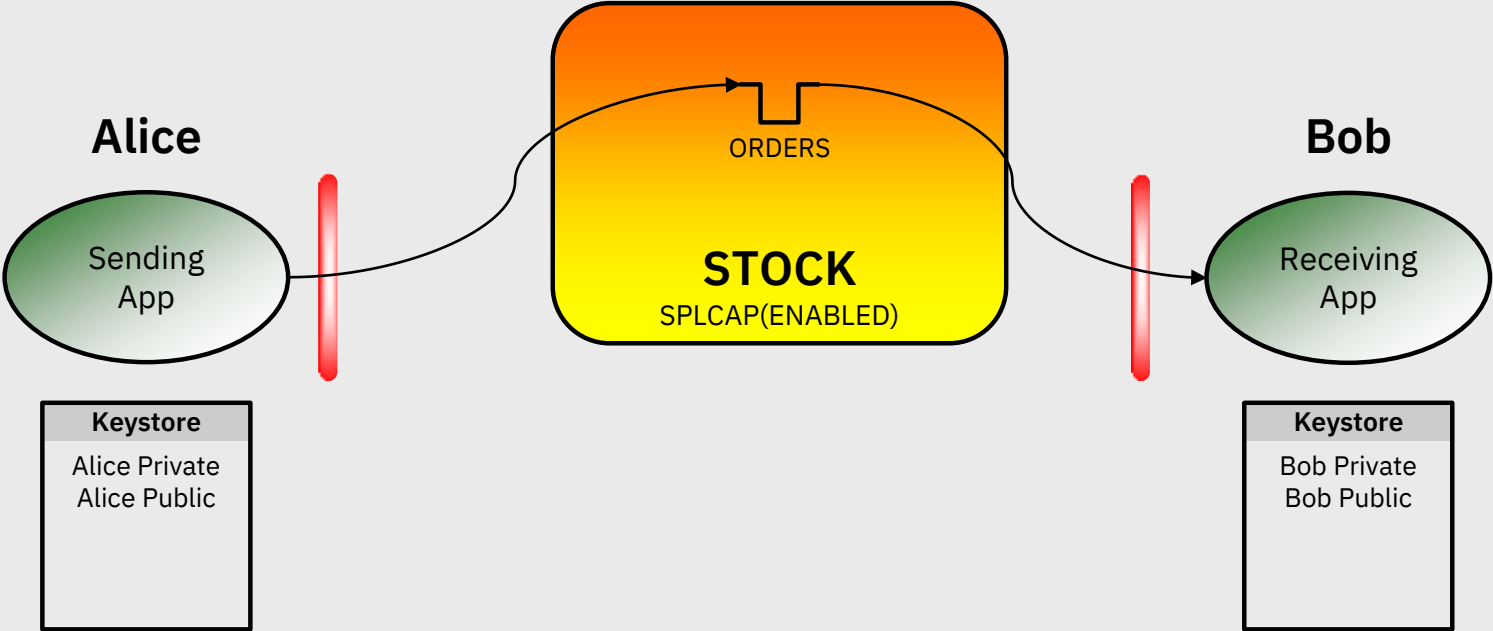 Alice
Bob
ORDERS
Sending
App
STOCK
SPLCAP(ENABLED)
Receiving
App
Keystore
Alice Private
Alice Public
Keystore
Bob Private
Bob Public